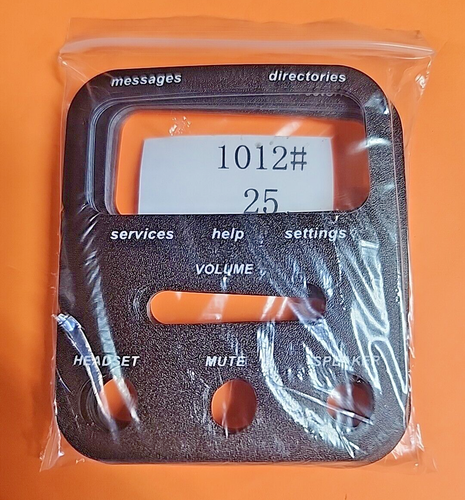 messages directories
1012#
25
services help settings
VOLUME
HEADSET MUTE SPEAKER